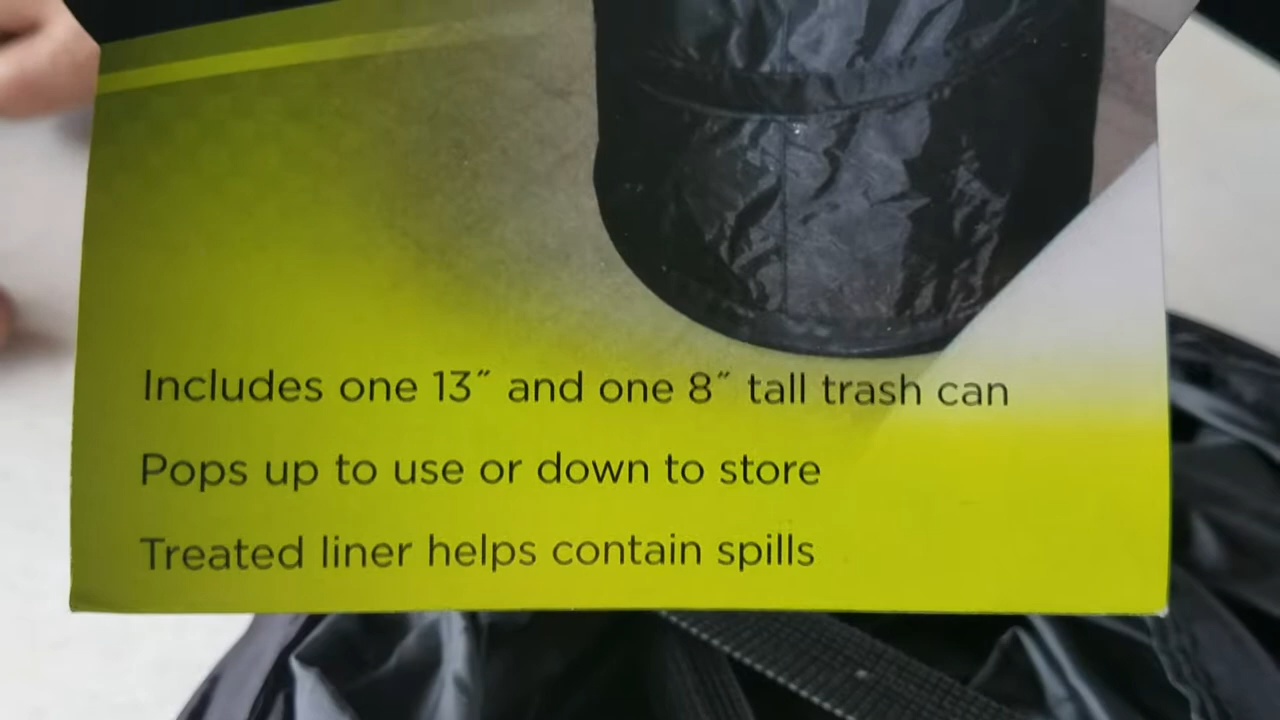 Includes one 13″ and one 8″ tall trash can
Pops up to use or down to store
Treated liner helps contain spills